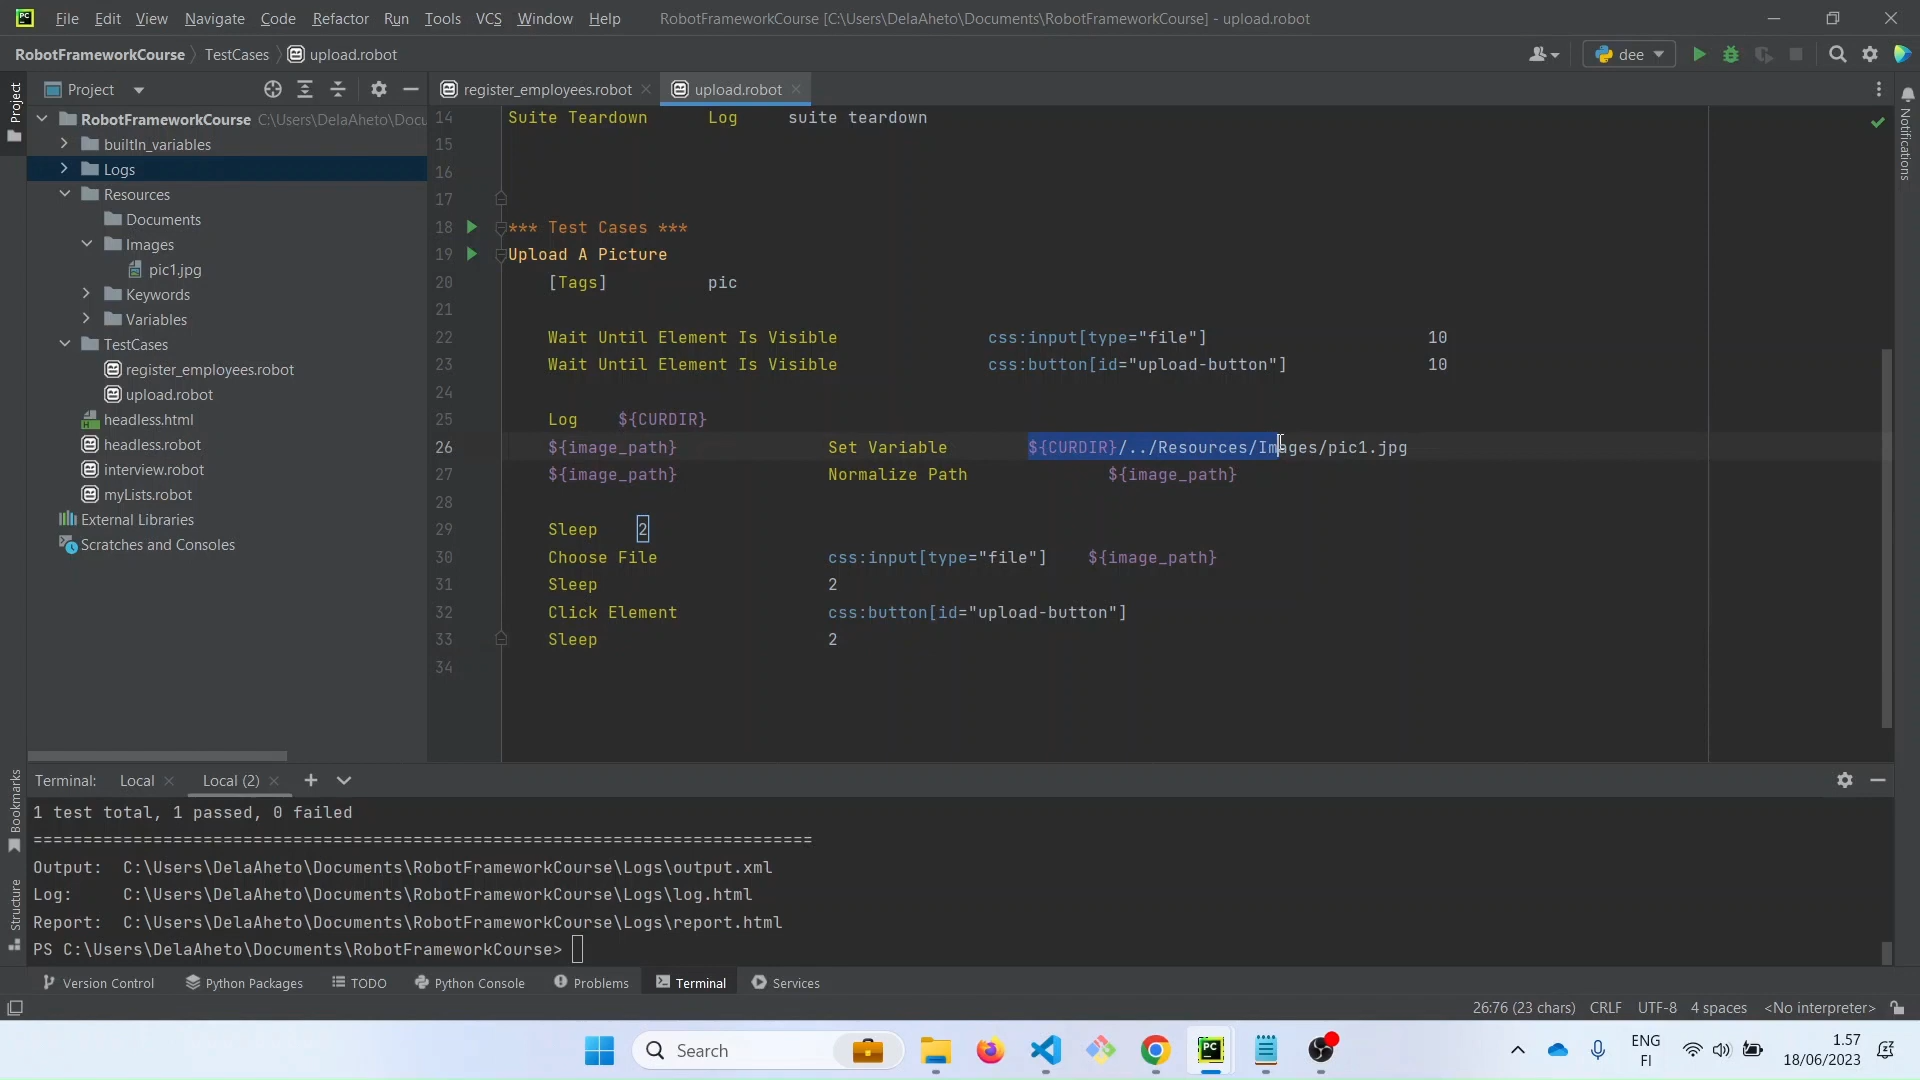 PC File Edit View Navigate Code Refactor Run Tools VCS Window Help RobotFrameworkCourse [C:\Users\DelaAheto\Documents\RobotFrameworkCourse] - upload.robot
RobotFrameworkCourse TestCases upload.robot dee
Project
register_employees.robot upload.robot
RobotFrameworkCourse C:\Users\DelaAheto\Docu
builtIn_variables
Logs
Resources
Documents
Images
pic1.jpg
Keywords
Variables
TestCases
register_employees.robot
upload.robot
headless.html
headless.robot
interview.robot
myLists.robot
External Libraries
Scratches and Consoles
14 Suite Teardown Log suite teardown
15
16
17
18 *** Test Cases ***
19 Upload A Picture
20 [Tags] pic
21
22 Wait Until Element Is Visible css:input[type="file"] 10
23 Wait Until Element Is Visible css:button[id="upload-button"] 10
24
25 Log ${CURDIR}
26 ${image_path} Set Variable ${CURDIR}/../Resources/Images/pic1.jpg
27 ${image_path} Normalize Path ${image_path}
28
29 Sleep 2
30 Choose File css:input[type="file"] ${image_path}
31 Sleep 2
32 Click Element css:button[id="upload-button"]
33 Sleep 2
34
Project
Bookmarks
Structure
Notifications
Terminal: Local Local (2)
1 test total, 1 passed, 0 failed
==============================================================================
Output: C:\Users\DelaAheto\Documents\RobotFrameworkCourse\Logs\output.xml
Log: C:\Users\DelaAheto\Documents\RobotFrameworkCourse\Logs\log.html
Report: C:\Users\DelaAheto\Documents\RobotFrameworkCourse\Logs\report.html
PS C:\Users\DelaAheto\Documents\RobotFrameworkCourse>
Version Control Python Packages TODO Python Console Problems Terminal Services
26:76 (23 chars) CRLF UTF-8 4 spaces <No interpreter>
Search
PC
ENG
FI
1.57
18/06/2023